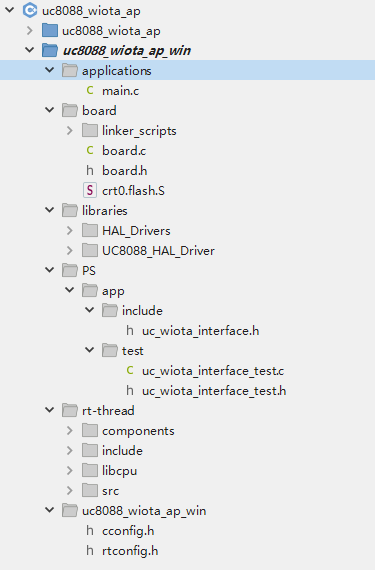 uc8088_wiota_ap
uc8088_wiota_ap
uc8088_wiota_ap_win
applications
C main.c
board
linker_scripts
C board.c
h board.h
S crt0.flash.S
libraries
HAL_Drivers
UC8088_HAL_Driver
PS
app
include
h uc_wiota_interface.h
test
C uc_wiota_interface_test.c
h uc_wiota_interface_test.h
rt-thread
components
include
libcpu
src
uc8088_wiota_ap_win
h cconfig.h
h rtconfig.h